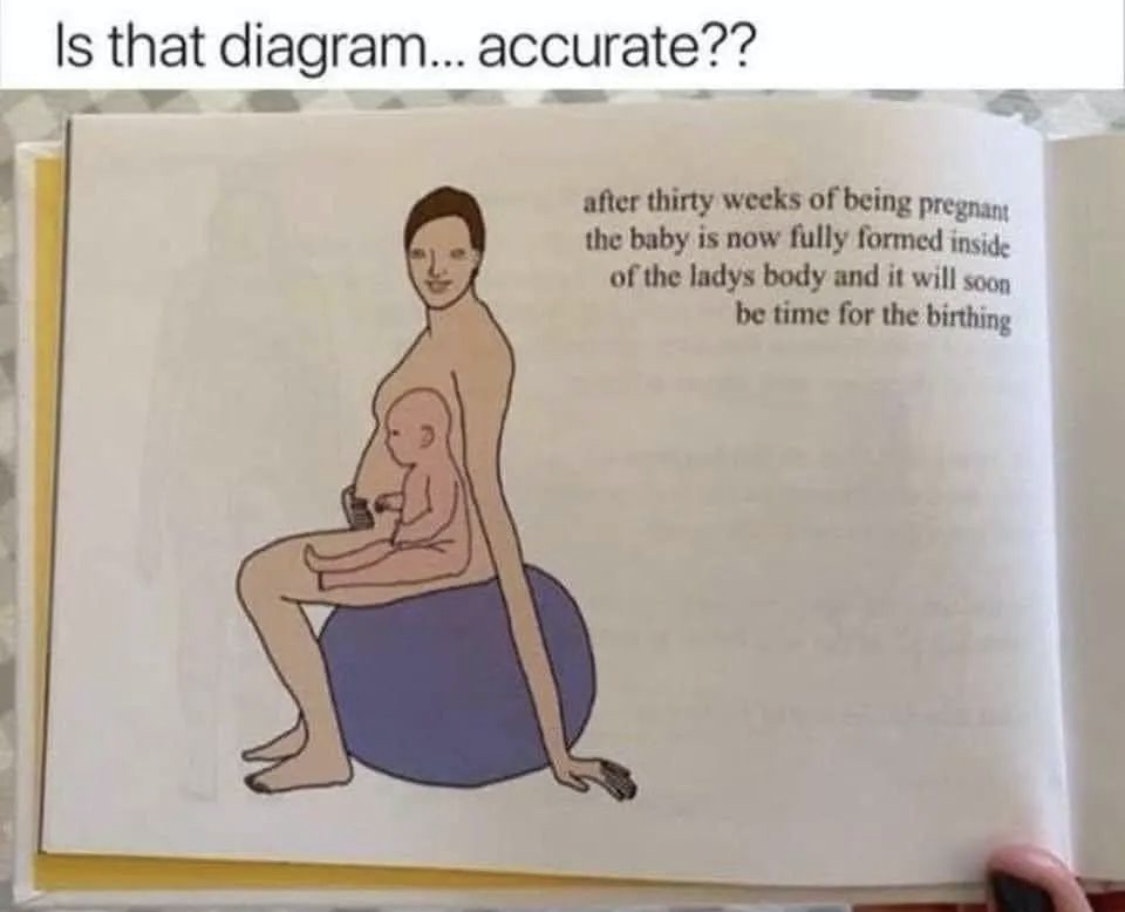 Is that diagram... accurate??
after thirty weeks of being pregnant
the baby is now fully formed inside
of the ladys body and it will soon
be time for the birthing